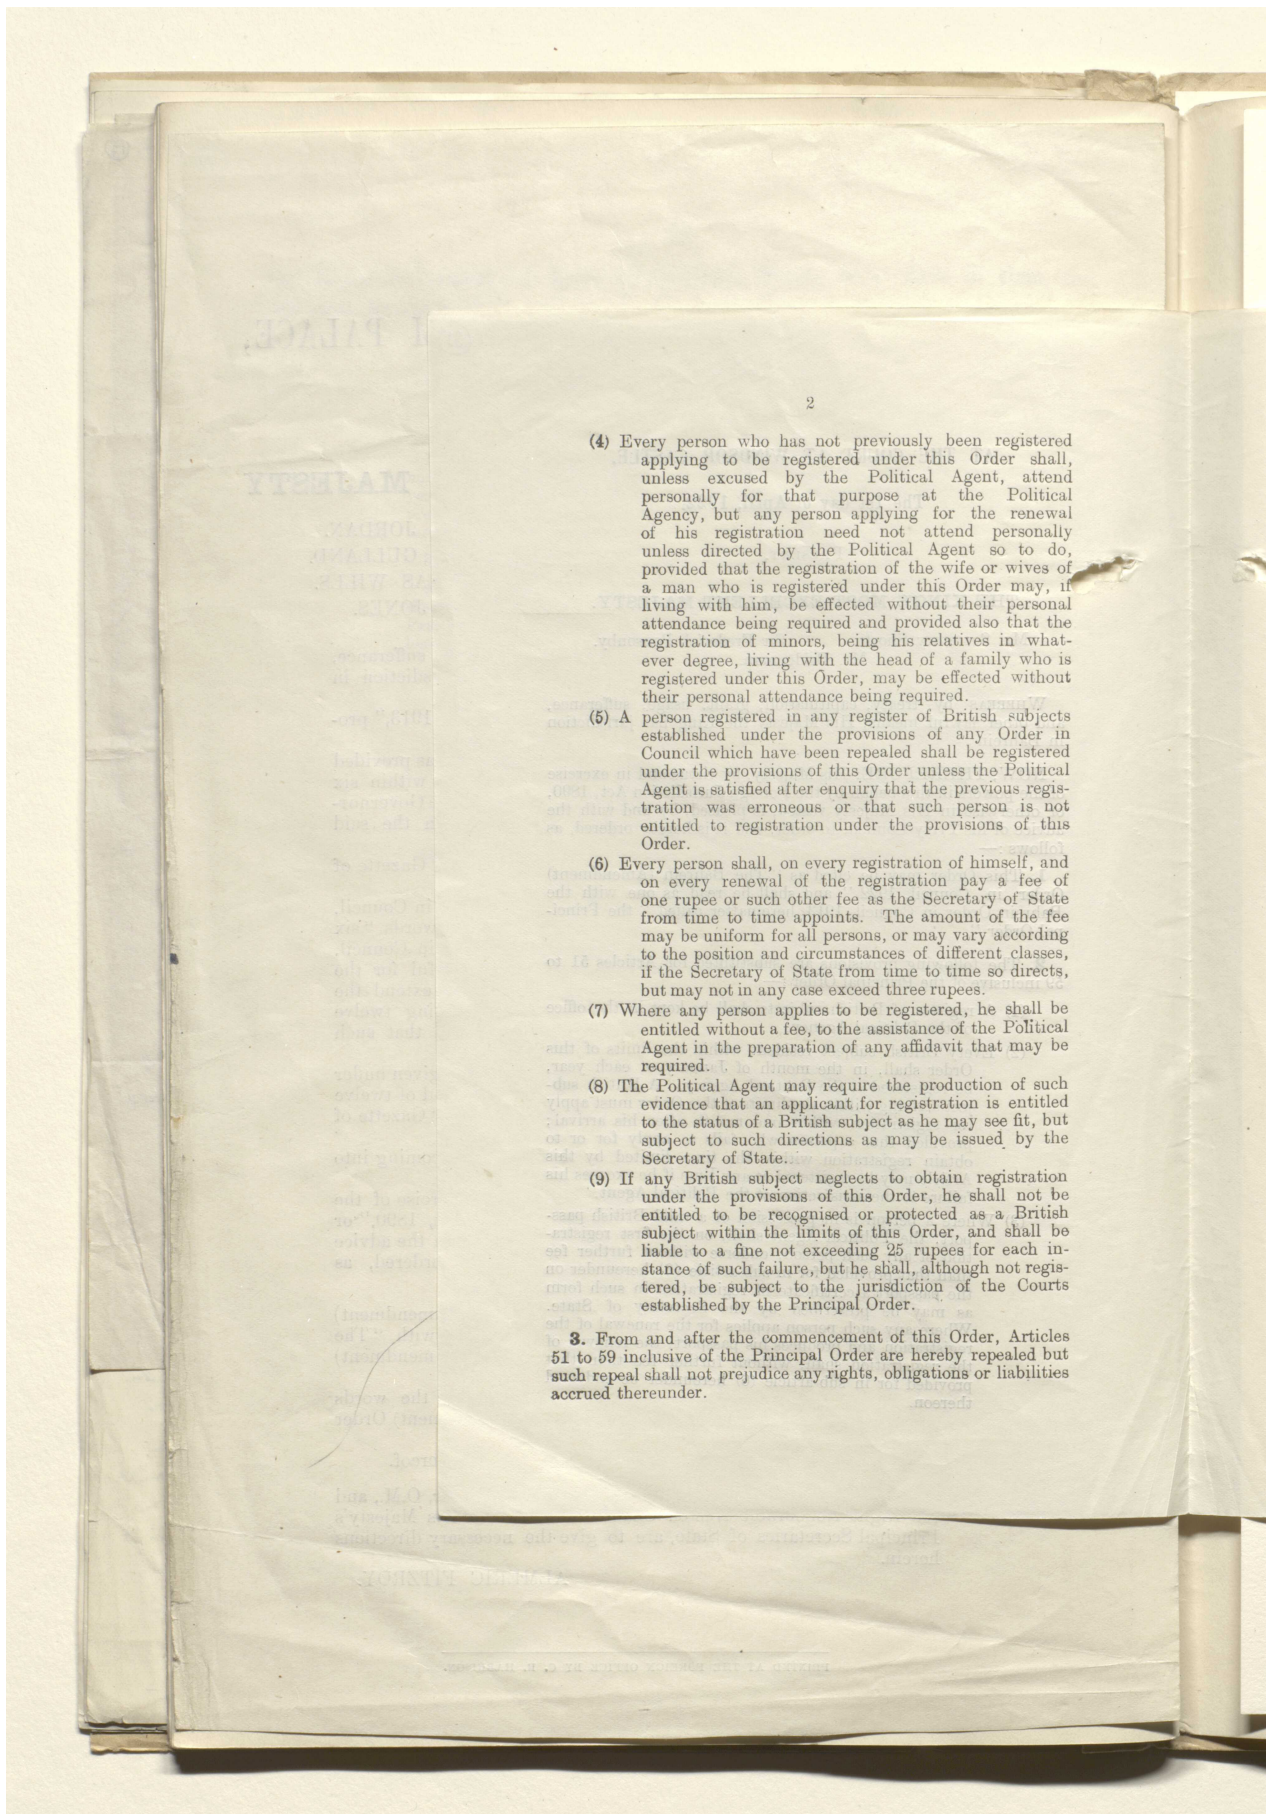 2
(4) Every person who has not previously been registered
applying to be registered under this Order shall,
unless excused by the Political Agent, attend
personally for that purpose at the Political
Agency, but any person applying for the renewal
of his registration need not attend personally
unless directed by the Political Agent so to do,
provided that the registration of the wife or wives of
a man who is registered under this Order may, if
living with him, be effected without their personal
attendance being required and provided also that the
registration of minors, being his relatives in what-
ever degree, living with the head of a family who is
registered under this Order, may be effected without
their personal attendance being required.
(5) A person registered in any register of British subjects
established under the provisions of any Order in
Council which have been repealed shall be registered
under the provisions of this Order unless the Political
Agent is satisfied after enquiry that the previous regis-
tration was erroneous or that such person is not
entitled to registration under the provisions of this
Order.
(6) Every person shall, on every registration of himself, and
on every renewal of the registration pay a fee of
one rupee or such other fee as the Secretary of State
from time to time appoints. The amount of the fee
may be uniform for all persons, or may vary according
to the position and circumstances of different classes,
if the Secretary of State from time to time so directs,
but may not in any case exceed three rupees.
(7) Where any person applies to be registered, he shall be
entitled without a fee, to the assistance of the Political
Agent in the preparation of any affidavit that may be
required.
(8) The Political Agent may require the production of such
evidence that an applicant for registration is entitled
to the status of a British subject as he may see fit, but
subject to such directions as may be issued by the
Secretary of State.
(9) If any British subject neglects to obtain registration
under the provisions of this Order, he shall not be
entitled to be recognised or protected as a British
subject within the limits of this Order, and shall be
liable to a fine not exceeding 25 rupees for each in-
stance of such failure, but he shall, although not regis-
tered, be subject to the jurisdiction of the Courts
established by the Principal Order.
3. From and after the commencement of this Order, Articles
51 to 59 inclusive of the Principal Order are hereby repealed but
such repeal shall not prejudice any rights, obligations or liabilities
accrued thereunder.